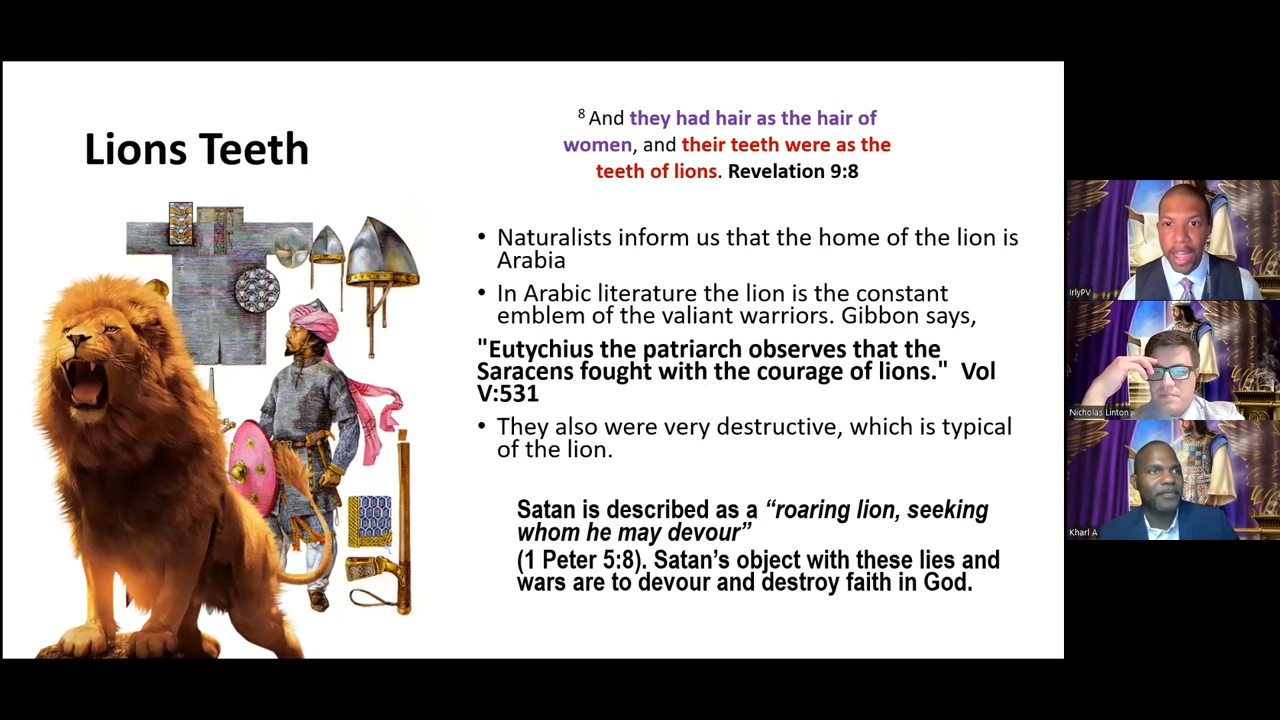 Lions Teeth
8 And they had hair as the hair of
women, and their teeth were as the
teeth of lions. Revelation 9:8
• Naturalists inform us that the home of the lion is
Arabia
• In Arabic literature the lion is the constant
emblem of the valiant warriors. Gibbon says,
"Eutychius the patriarch observes that the
Saracens fought with the courage of lions." Vol
V:531
• They also were very destructive, which is typical
of the lion.
Satan is described as a “roaring lion, seeking
whom he may devour”
(1 Peter 5:8). Satan’s object with these lies and
wars are to devour and destroy faith in God.
IrlyPV
Nicholas Linton
Kharl A